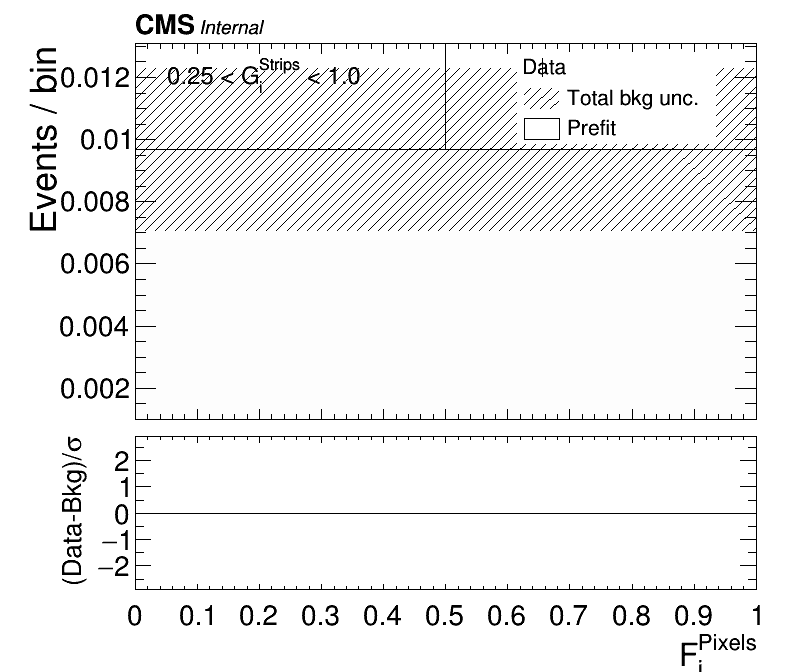 CMS Internal
Events / bin
0.25 < G_i^Strips < 1.0
Data
Total bkg unc.
Prefit
0.012
0.01
0.008
0.006
0.004
0.002
(Data-Bkg)/σ
2
1
0
−1
−2
0 0.1 0.2 0.3 0.4 0.5 0.6 0.7 0.8 0.9 1
F_i^Pixels